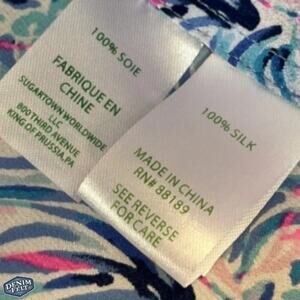 100% SOIE
FABRIQUE EN
CHINE
SUGARTOWN WORLDWIDE
LLC
800 THIRD AVENUE
KING OF PRUSSIA, PA
100% SILK
MADE IN CHINA
RN# 88189
SEE REVERSE
FOR CARE
DENIM
& FELT